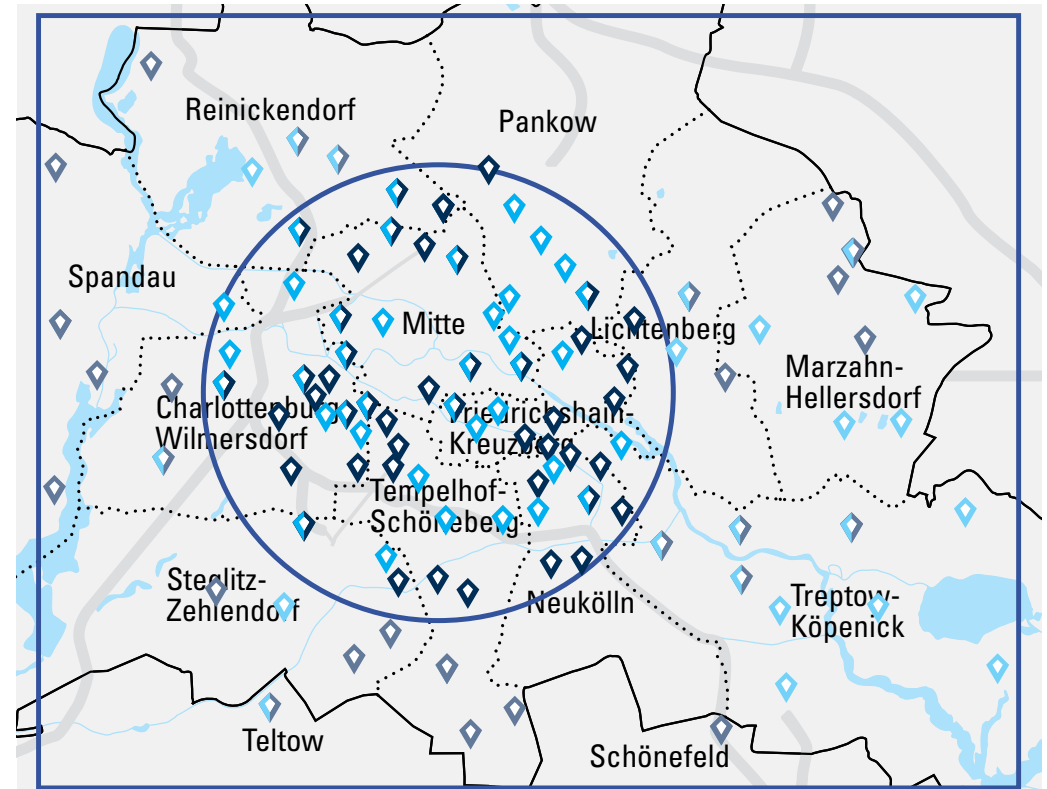 Reinickendorf
Pankow
Spandau
Mitte
Lichtenberg
Marzahn-
Hellersdorf
Charlottenburg
Wilmersdorf
Friedrichshain-
Kreuzberg
Tempelhof-
Schöneberg
Steglitz-
Zehlendorf
Neukölln
Treptow-
Köpenick
Teltow
Schönefeld